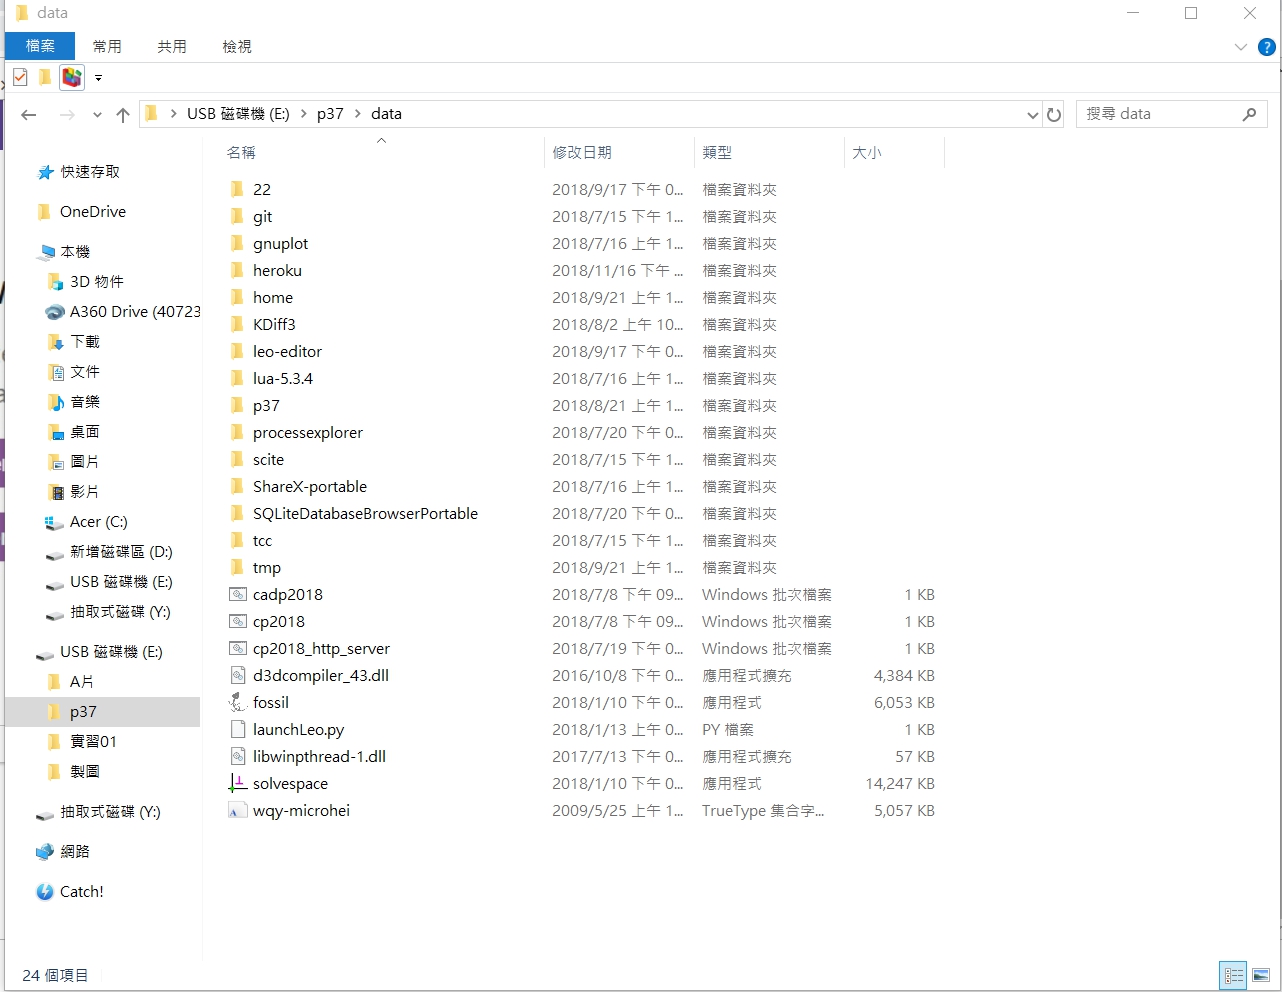 data
檔案 常用 共用 檢視
USB 磁碟機 (E:) > p37 > data
搜尋 data
名稱 修改日期 類型 大小
快速存取
OneDrive
本機
3D 物件
A360 Drive (40723
下載
文件
音樂
桌面
圖片
影片
Acer (C:)
新增磁碟區 (D:)
USB 磁碟機 (E:)
抽取式磁碟 (Y:)
USB 磁碟機 (E:)
A片
p37
實習01
製圖
抽取式磁碟 (Y:)
網路
Catch!
22 2018/9/17 下午 0... 檔案資料夾
git 2018/7/15 下午 1... 檔案資料夾
gnuplot 2018/7/16 上午 1... 檔案資料夾
heroku 2018/11/16 下午 ... 檔案資料夾
home 2018/9/21 上午 1... 檔案資料夾
KDiff3 2018/8/2 上午 10... 檔案資料夾
leo-editor 2018/9/17 下午 0... 檔案資料夾
lua-5.3.4 2018/7/16 上午 1... 檔案資料夾
p37 2018/8/21 上午 1... 檔案資料夾
processexplorer 2018/7/20 下午 0... 檔案資料夾
scite 2018/7/15 下午 1... 檔案資料夾
ShareX-portable 2018/7/16 上午 1... 檔案資料夾
SQLiteDatabaseBrowserPortable 2018/7/20 下午 0... 檔案資料夾
tcc 2018/7/15 下午 1... 檔案資料夾
tmp 2018/9/21 上午 1... 檔案資料夾
cadp2018 2018/7/8 下午 09... Windows 批次檔案 1 KB
cp2018 2018/7/8 下午 09... Windows 批次檔案 1 KB
cp2018_http_server 2018/7/19 下午 0... Windows 批次檔案 1 KB
d3dcompiler_43.dll 2016/10/8 下午 0... 應用程式擴充 4,384 KB
fossil 2018/1/10 下午 0... 應用程式 6,053 KB
launchLeo.py 2018/1/13 上午 0... PY 檔案 1 KB
libwinpthread-1.dll 2017/7/13 下午 0... 應用程式擴充 57 KB
solvespace 2018/1/10 下午 0... 應用程式 14,247 KB
wqy-microhei 2009/5/25 上午 1... TrueType 集合字... 5,057 KB
24 個項目